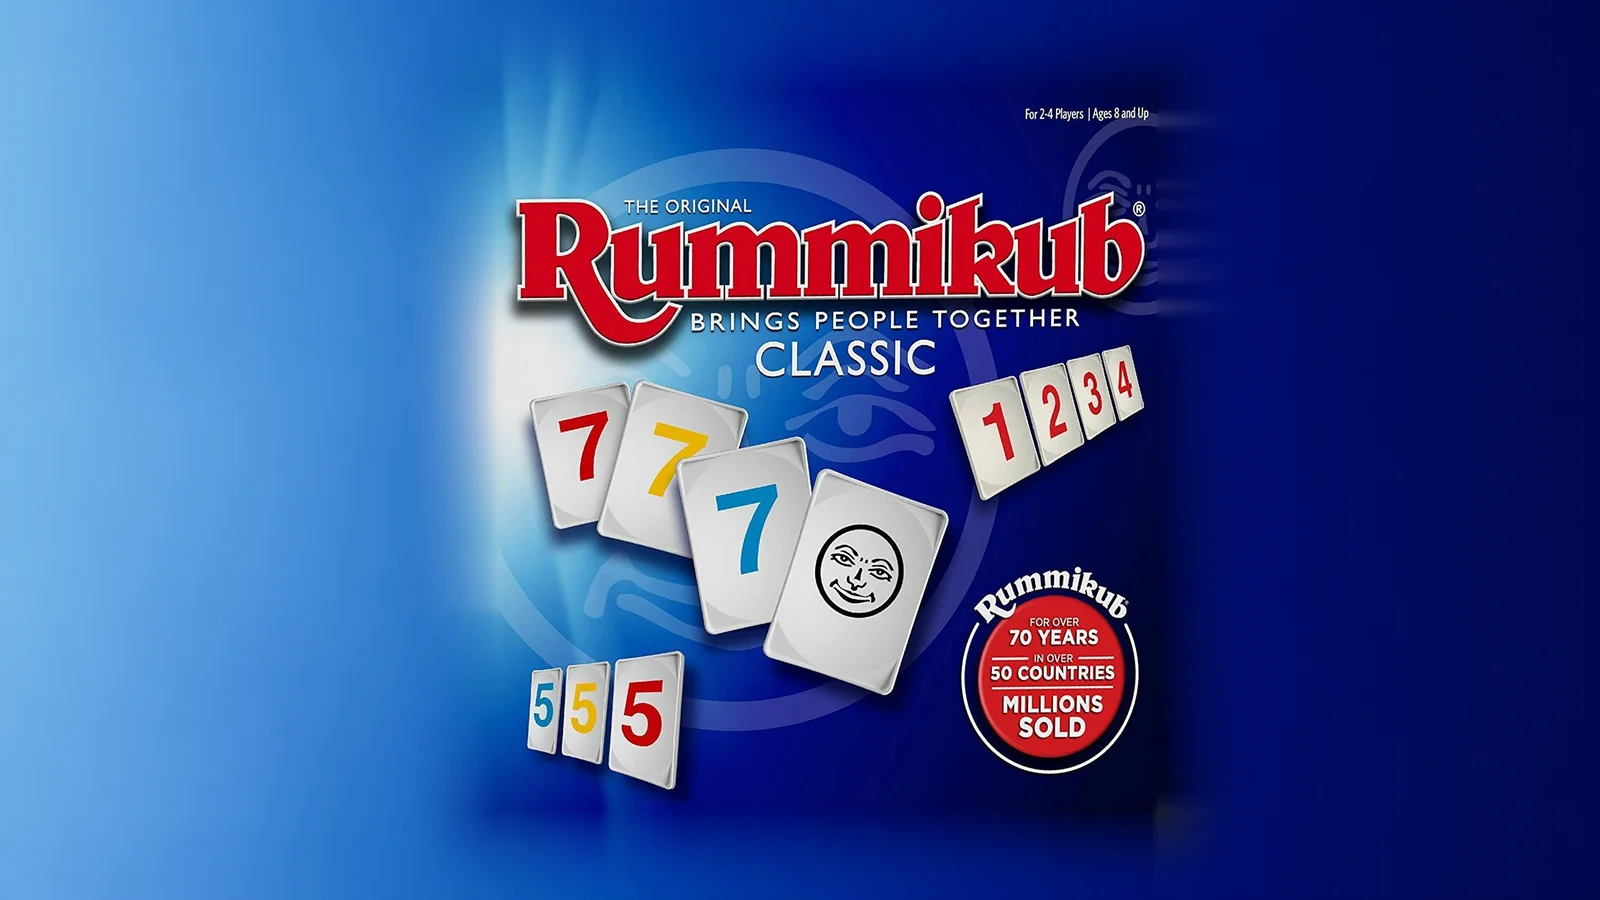 For 2-4 Players | Ages 8 and Up
THE ORIGINAL
Rummikub®
BRINGS PEOPLE TOGETHER
CLASSIC
7 7 7
1 2 3 4
5 5 5
Rummikub
FOR OVER
70 YEARS
IN OVER
50 COUNTRIES
MILLIONS
SOLD